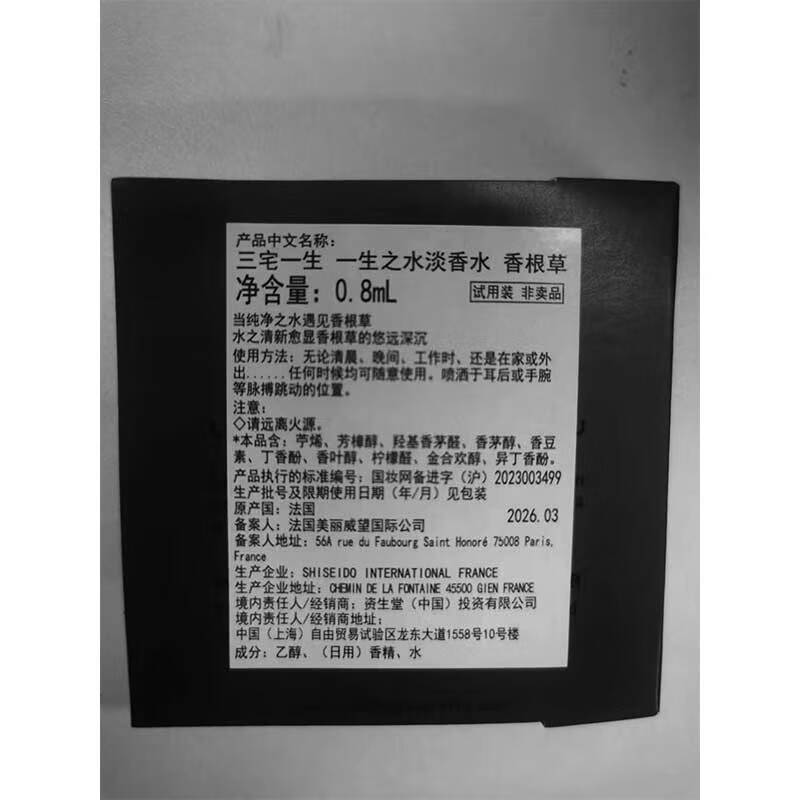 产品中文名称：
三宅一生 一生之水淡香水 香根草
净含量：0.8mL 试用装 非卖品
当纯净之水遇见香根草
水之清新愈显香根草的悠远深沉
使用方法：无论清晨、晚间、工作时、还是在家或外
出......任何时候均可随意使用。喷洒于耳后或手腕
等脉搏跳动的位置。
注意：
◇请远离火源。
*本品含：苧烯、芳樟醇、羟基香茅醛、香茅醇、香豆
素、丁香酚、香叶醇、柠檬醛、金合欢醇、异丁香酚。
产品执行的标准编号：国妆网备进字（沪）2023003499
生产批号及限期使用日期（年/月）见包装
原产国：法国
2026.03
备案人：法国美丽威望国际公司
备案人地址：56A rue du Faubourg Saint Honoré 75008 Paris,
France
生产企业：SHISEIDO INTERNATIONAL FRANCE
生产企业地址：CHEMIN DE LA FONTAINE 45500 GIEN FRANCE
境内责任人/经销商：资生堂（中国）投资有限公司
境内责任人/经销商地址：
中国（上海）自由贸易试验区龙东大道1558号10号楼
成分：乙醇、（日用）香精、水